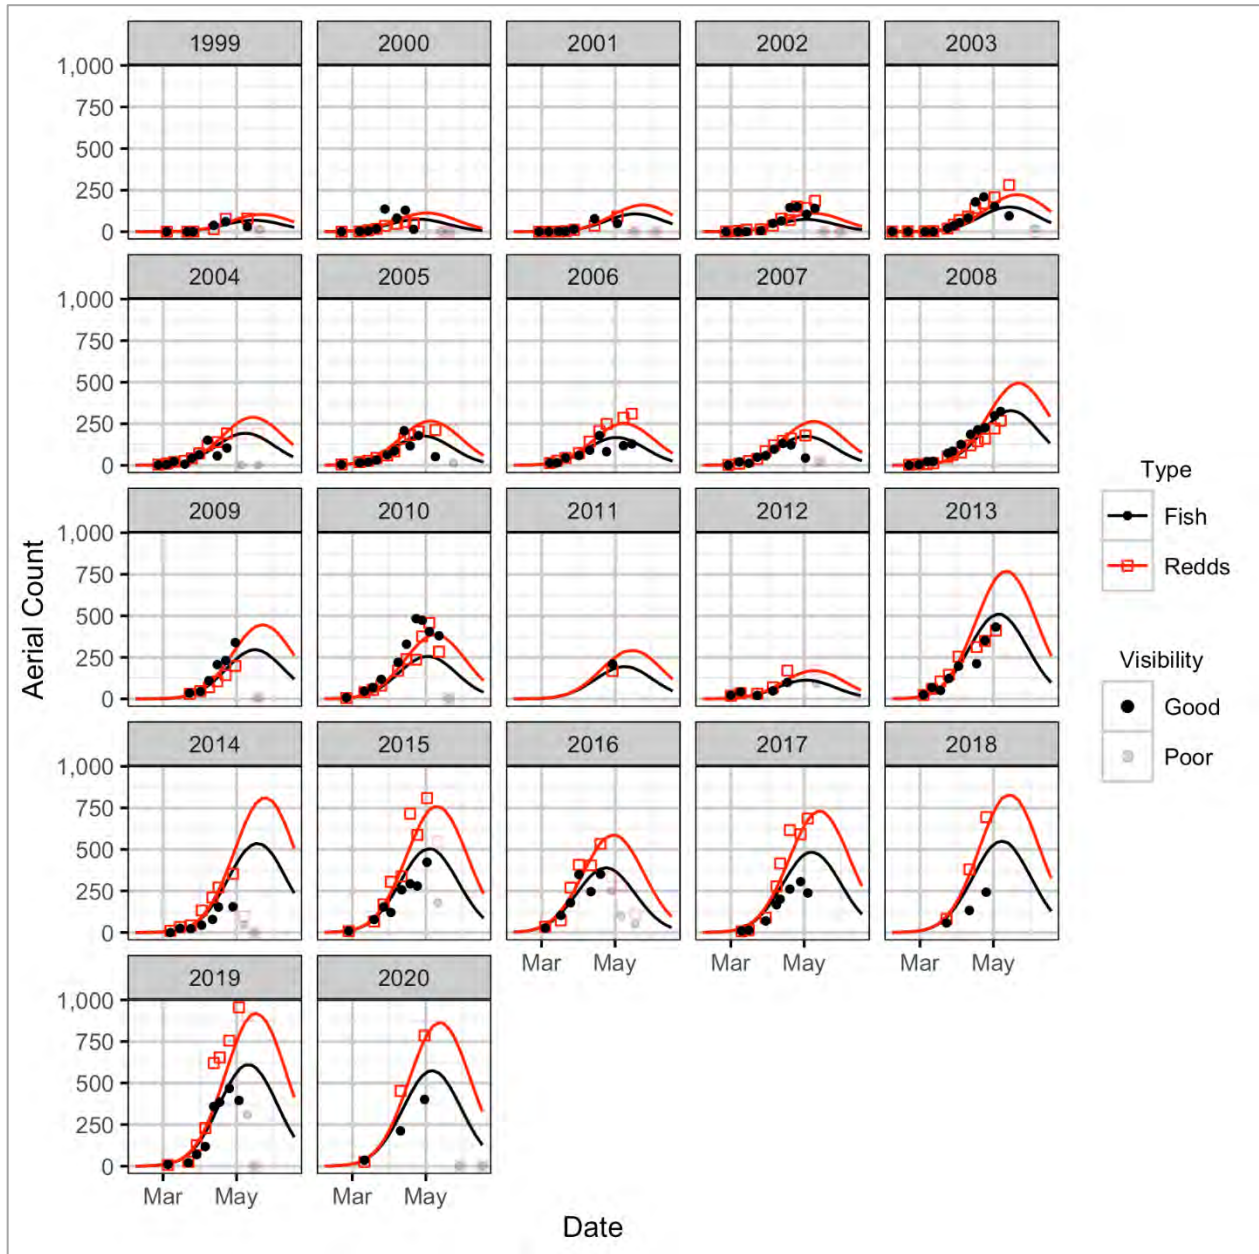 1999 2000 2001 2002 2003
1,000
750
500
250
0
2004 2005 2006 2007 2008
1,000
750
500
250
0
2009 2010 2011 2012 2013
1,000
750
500
250
0
2014 2015 2016 2017 2018
1,000
750
500
250
0
Mar May Mar May Mar May
2019 2020
1,000
750
500
250
0
Mar May Mar May
Aerial Count
Date
Type
Fish
Redds
Visibility
Good
Poor